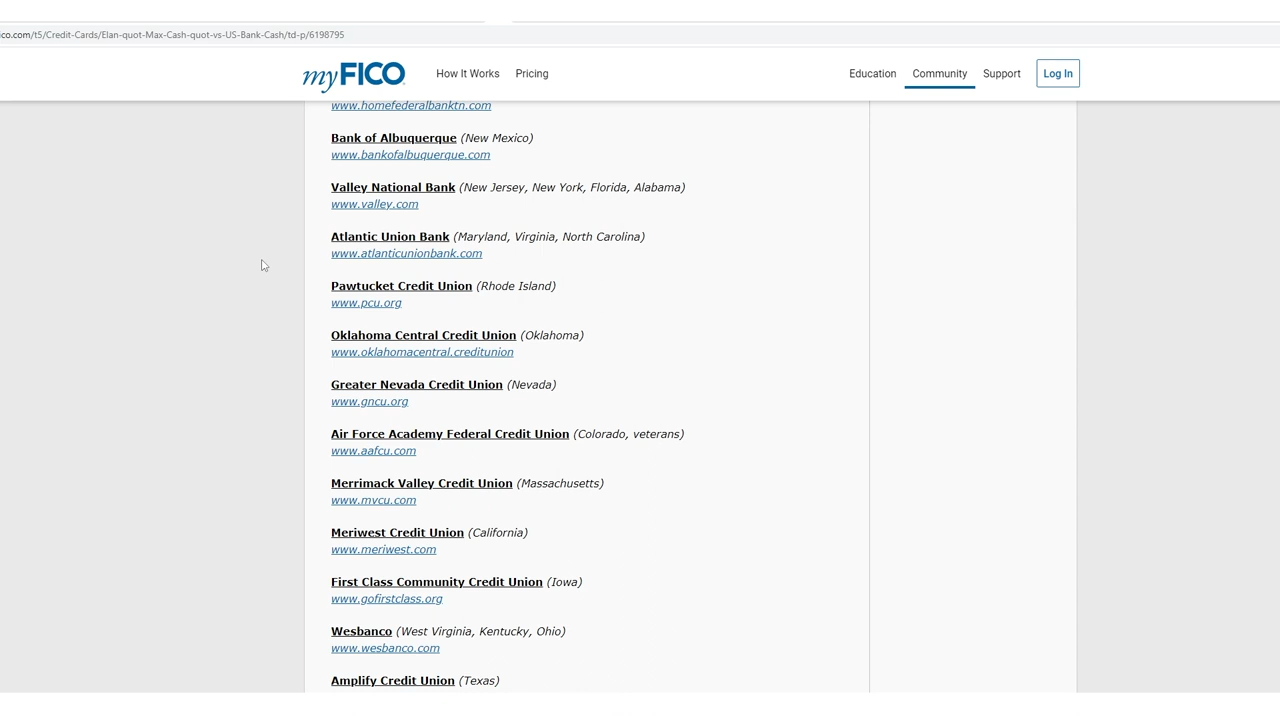 ico.com/t5/Credit-Cards/Elan-quot-Max-Cash-quot-vs-US-Bank-Cash/td-p/6198795
myFICO How It Works Pricing Education Community Support Log In
www.homefederalbanktn.com
Bank of Albuquerque (New Mexico)
www.bankofalbuquerque.com
Valley National Bank (New Jersey, New York, Florida, Alabama)
www.valley.com
Atlantic Union Bank (Maryland, Virginia, North Carolina)
www.atlanticunionbank.com
Pawtucket Credit Union (Rhode Island)
www.pcu.org
Oklahoma Central Credit Union (Oklahoma)
www.oklahomacentral.creditunion
Greater Nevada Credit Union (Nevada)
www.gncu.org
Air Force Academy Federal Credit Union (Colorado, veterans)
www.aafcu.com
Merrimack Valley Credit Union (Massachusetts)
www.mvcu.com
Meriwest Credit Union (California)
www.meriwest.com
First Class Community Credit Union (Iowa)
www.gofirstclass.org
Wesbanco (West Virginia, Kentucky, Ohio)
www.wesbanco.com
Amplify Credit Union (Texas)